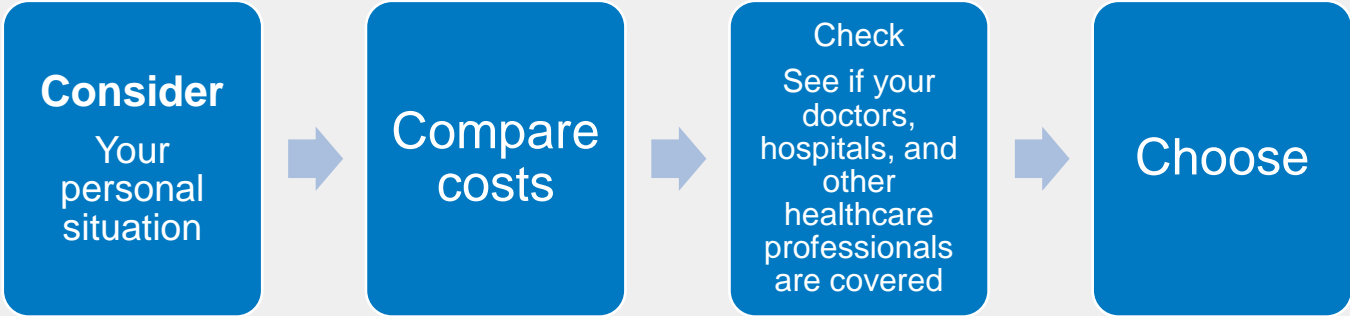 Consider
Your
personal
situation
Compare
costs
Check
See if your
doctors,
hospitals, and
other
healthcare
professionals
are covered
Choose